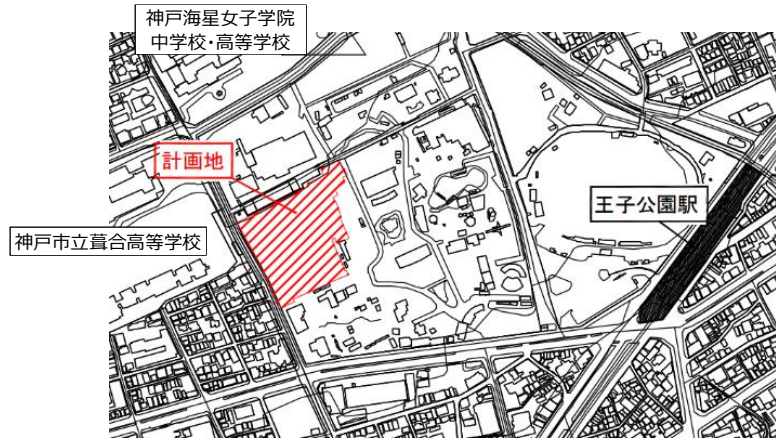 神戸海星女子学院
中学校・高等学校
計画地
王子公園駅
神戸市立葺合高等学校